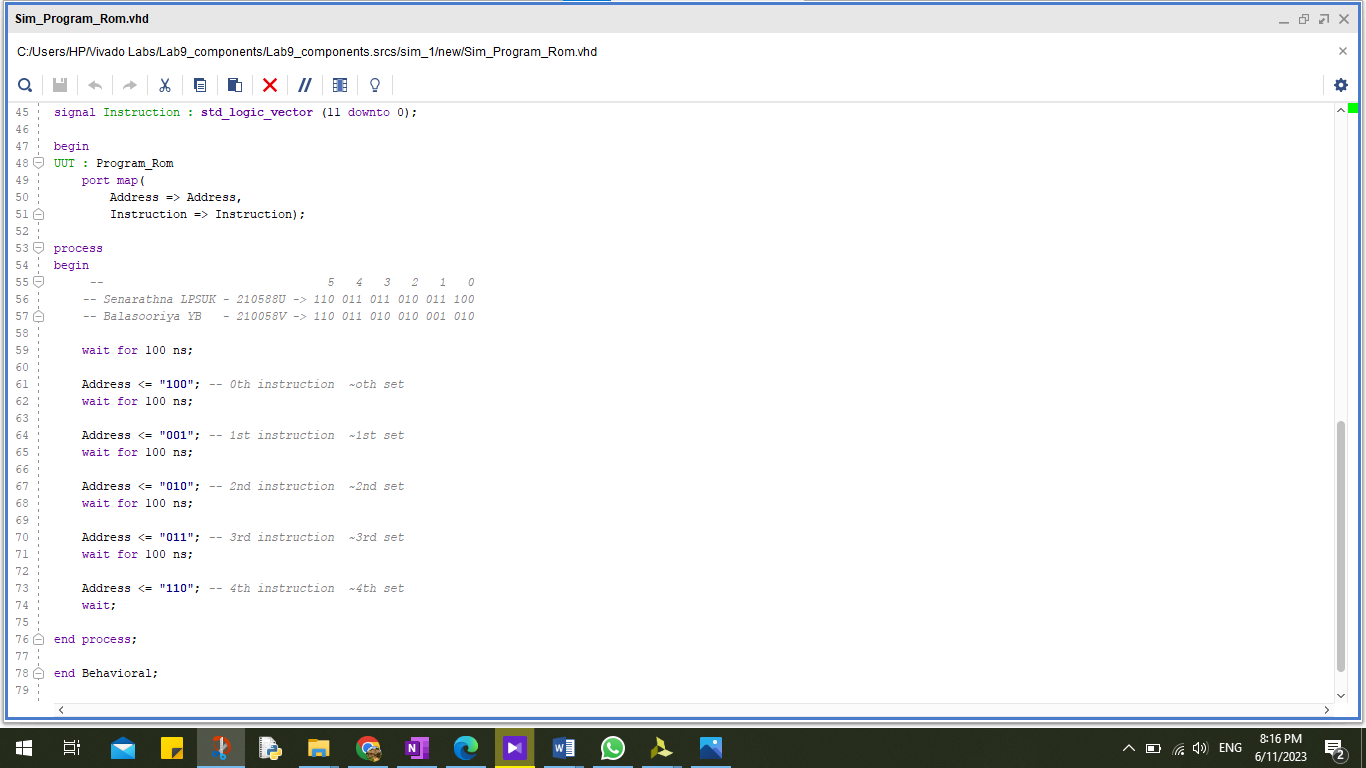 Sim_Program_Rom.vhd
C:/Users/HP/Vivado Labs/Lab9_components/Lab9_components.srcs/sim_1/new/Sim_Program_Rom.vhd
45 signal Instruction : std_logic_vector (11 downto 0);
46
47 begin
48 UUT : Program_Rom
49 port map(
50 Address => Address,
51 Instruction => Instruction);
52
53 process
54 begin
55 -- 5 4 3 2 1 0
56 -- Senarathna LPSUK - 210588U -> 110 011 011 010 011 100
57 -- Balasooriya YB - 210058V -> 110 011 010 010 001 010
58
59 wait for 100 ns;
60
61 Address <= "100"; -- 0th instruction ~oth set
62 wait for 100 ns;
63
64 Address <= "001"; -- 1st instruction ~1st set
65 wait for 100 ns;
66
67 Address <= "010"; -- 2nd instruction ~2nd set
68 wait for 100 ns;
69
70 Address <= "011"; -- 3rd instruction ~3rd set
71 wait for 100 ns;
72
73 Address <= "110"; -- 4th instruction ~4th set
74 wait;
75
76 end process;
77
78 end Behavioral;
79
ENG
8:16 PM
6/11/2023
2